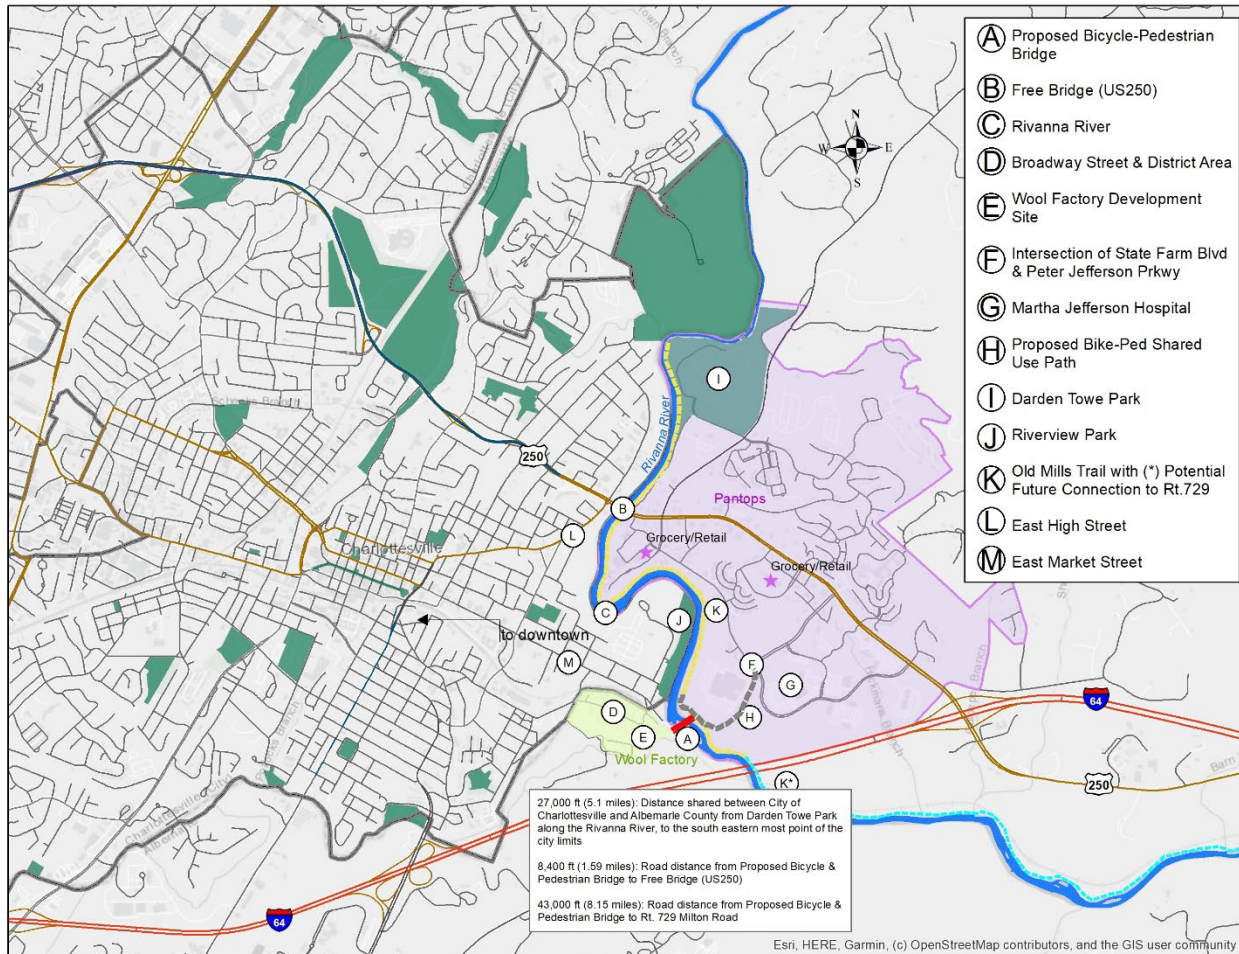 A Proposed Bicycle-Pedestrian
Bridge
B Free Bridge (US250)
C Rivanna River
D Broadway Street & District Area
E Wool Factory Development
Site
F Intersection of State Farm Blvd
& Peter Jefferson Prkwy
G Martha Jefferson Hospital
H Proposed Bike-Ped Shared
Use Path
I Darden Towe Park
J Riverview Park
K Old Mills Trail with (*) Potential
Future Connection to Rt.729
L East High Street
M East Market Street
N
W E
S
I
Rivanna River
250
Pantops
B
L
Grocery/Retail
Grocery/Retail
Charlottesville
Schenks Branch
C
J
K
to downtown
M
F
G
D
H
E
A
Wool Factory
64
K*
250
Barn
64
27,000 ft (5.1 miles): Distance shared between City of
Charlottesville and Albemarle County from Darden Towe Park
along the Rivanna River, to the south eastern most point of the
city limits
8,400 ft (1.59 miles): Road distance from Proposed Bicycle &
Pedestrian Bridge to Free Bridge (US250)
43,000 ft (8.15 miles): Road distance from Proposed Bicycle &
Pedestrian Bridge to Rt. 729 Milton Road
Charlottesville (City)
Esri, HERE, Garmin, (c) OpenStreetMap contributors, and the GIS user community